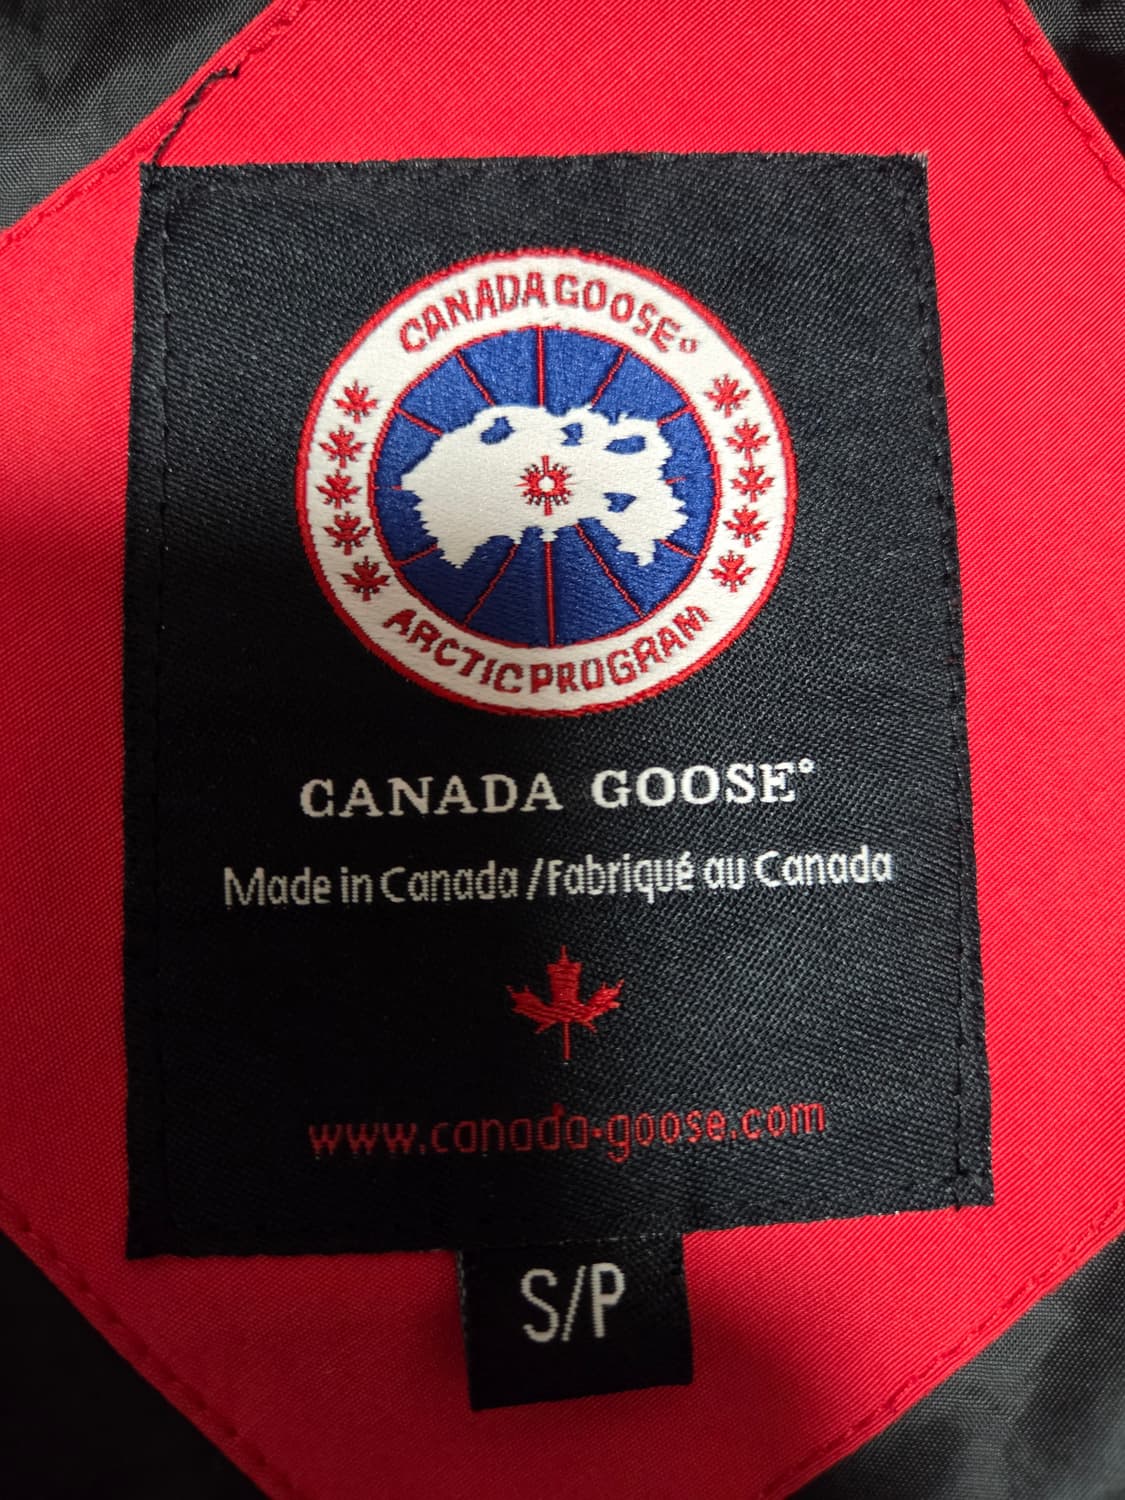 CANADA GOOSE®
ARCTIC PROGRAM
CANADA GOOSE®
Made in Canada / Fabriqué au Canada
www.canada-goose.com
S/P